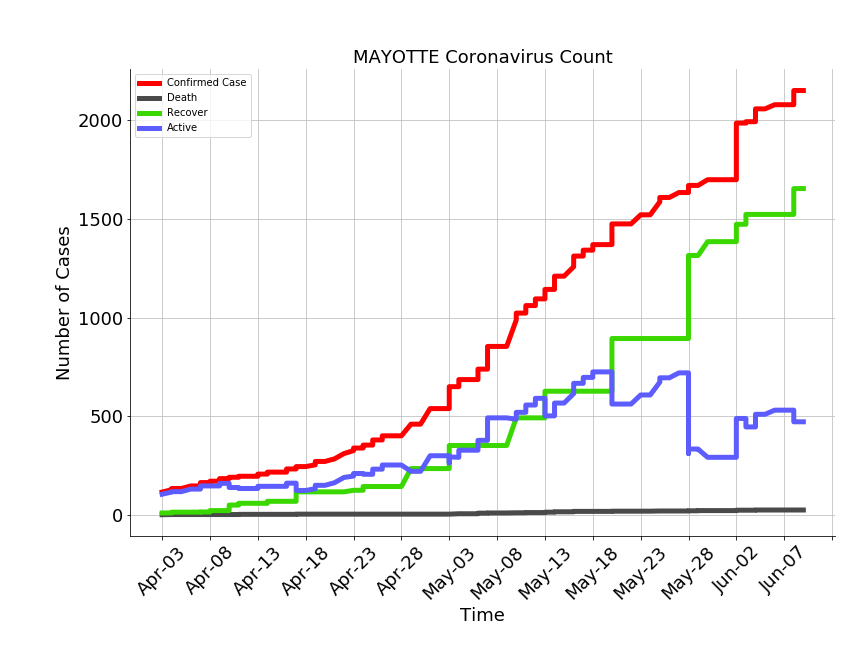 MAYOTTE Coronavirus Count
Confirmed Case
Death
Recover
Active
Number of Cases
2000
1500
1000
500
0
Apr-03
Apr-08
Apr-13
Apr-18
Apr-23
Apr-28
May-03
May-08
May-13
May-18
May-23
May-28
Jun-02
Jun-07
Time